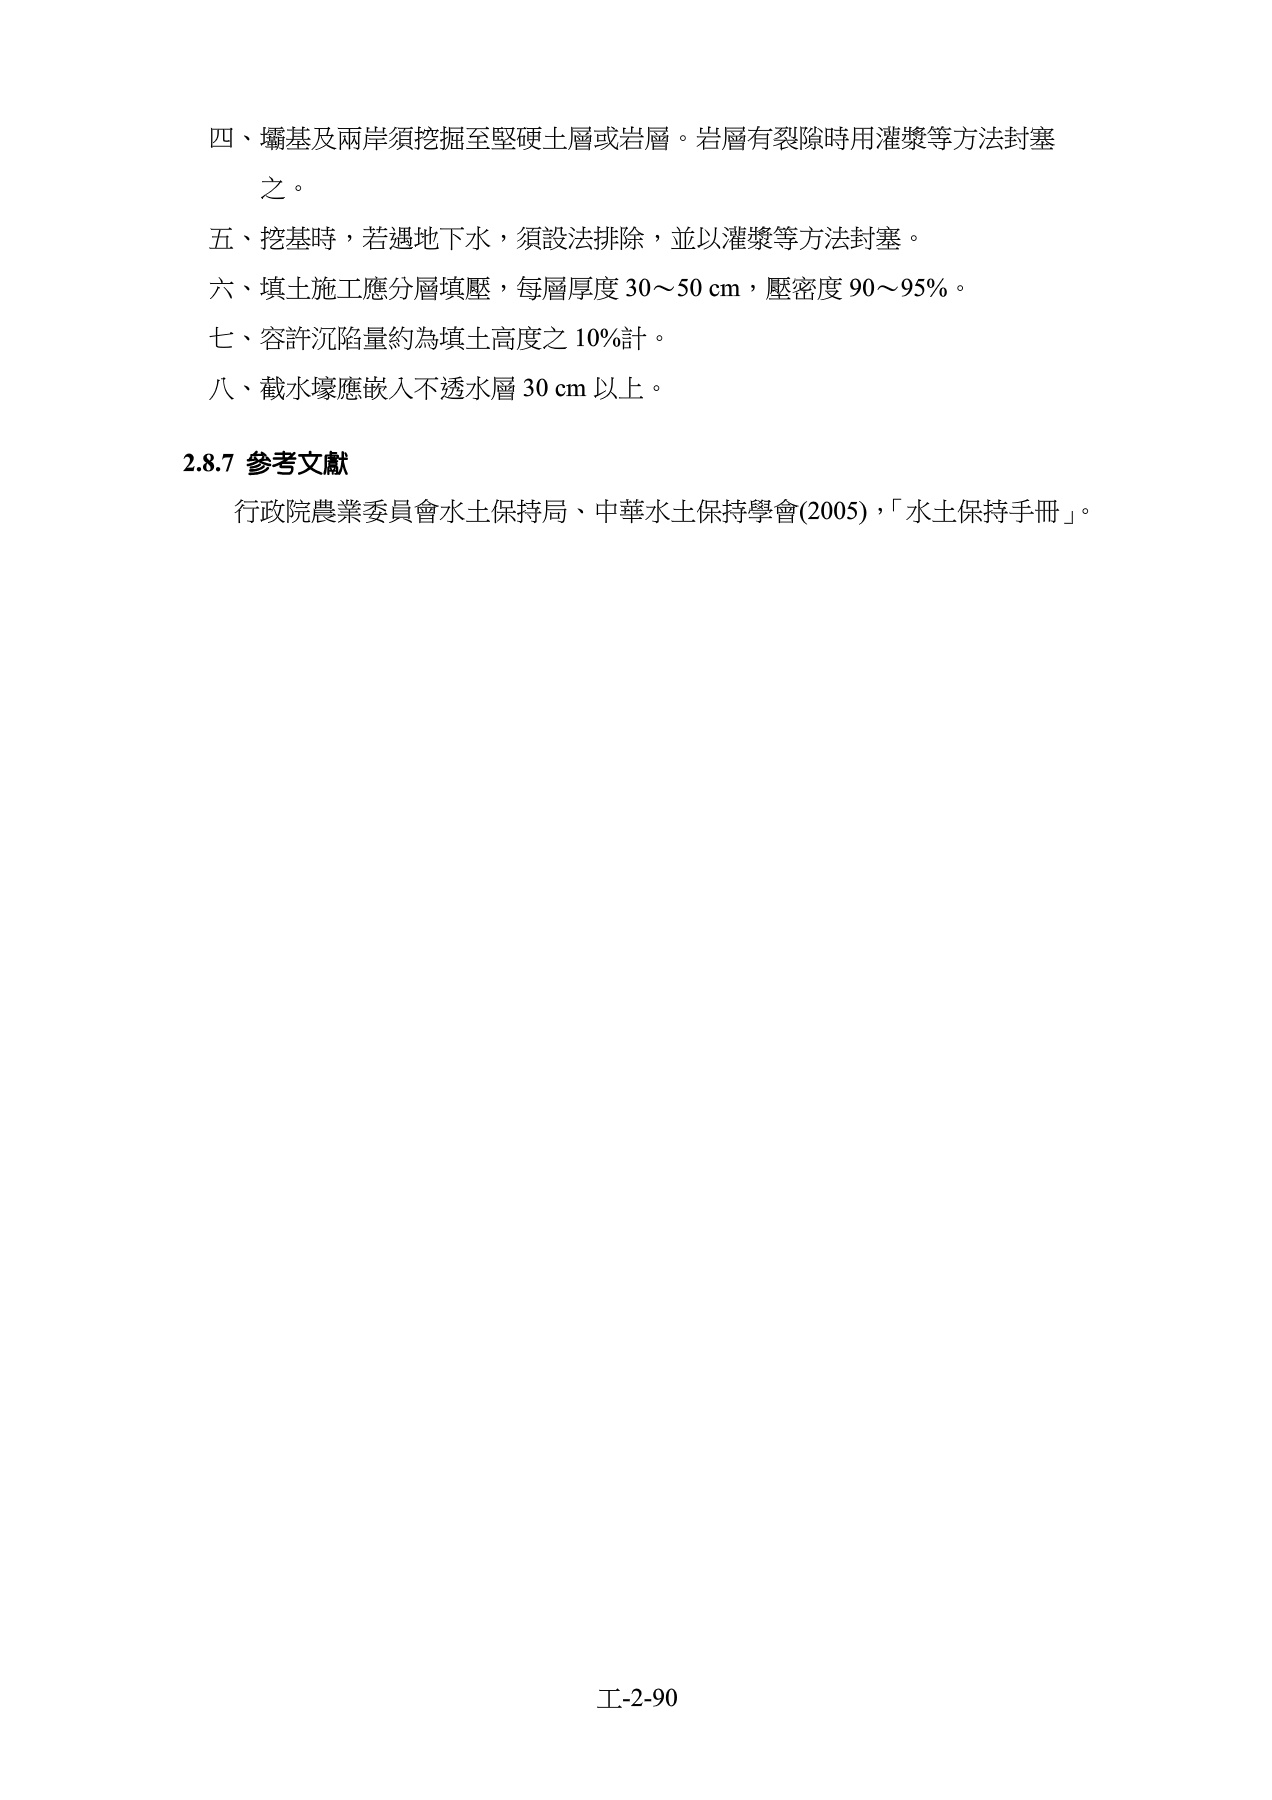 四、壩基及兩岸須挖掘至堅硬土層或岩層。岩層有裂隙時用灌漿等方法封塞
之。
五、挖基時，若遇地下水，須設法排除，並以灌漿等方法封塞。
六、填土施工應分層填壓，每層厚度 30～50 cm，壓密度 90～95%。
七、容許沉陷量約為填土高度之 10%計。
八、截水壕應嵌入不透水層 30 cm 以上。
2.8.7 參考文獻
行政院農業委員會水土保持局、中華水土保持學會(2005)，「水土保持手冊」。
工-2-90